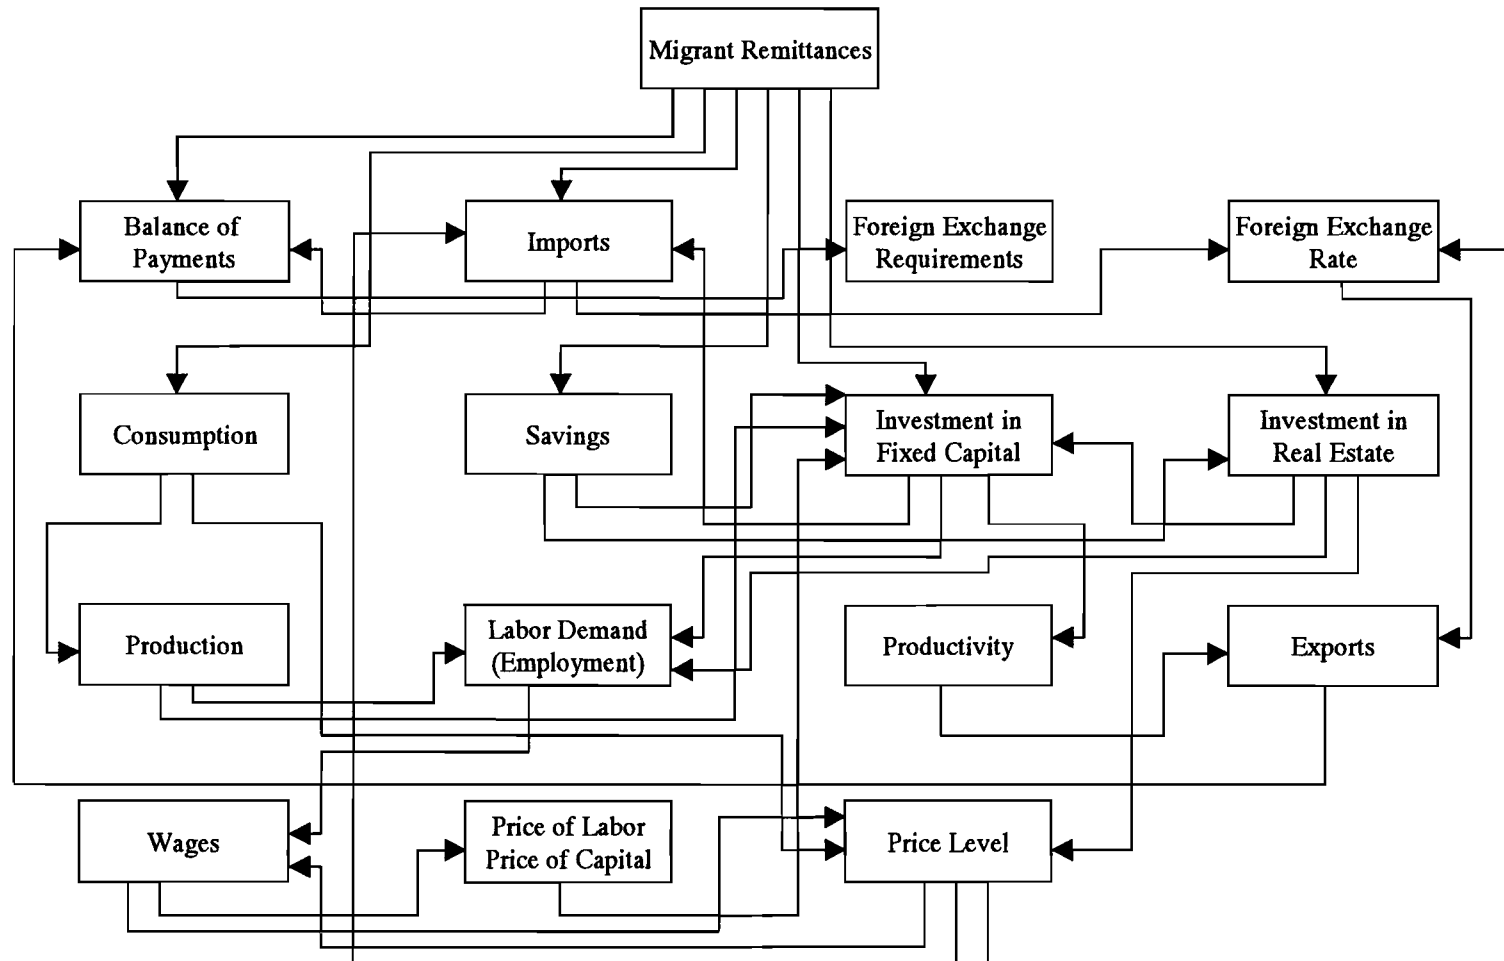 Migrant Remittances
Balance of
Payments
Imports
Foreign Exchange
Requirements
Foreign Exchange
Rate
Consumption
Savings
Investment in
Fixed Capital
Investment in
Real Estate
Production
Labor Demand
(Employment)
Productivity
Exports
Wages
Price of Labor
Price of Capital
Price Level